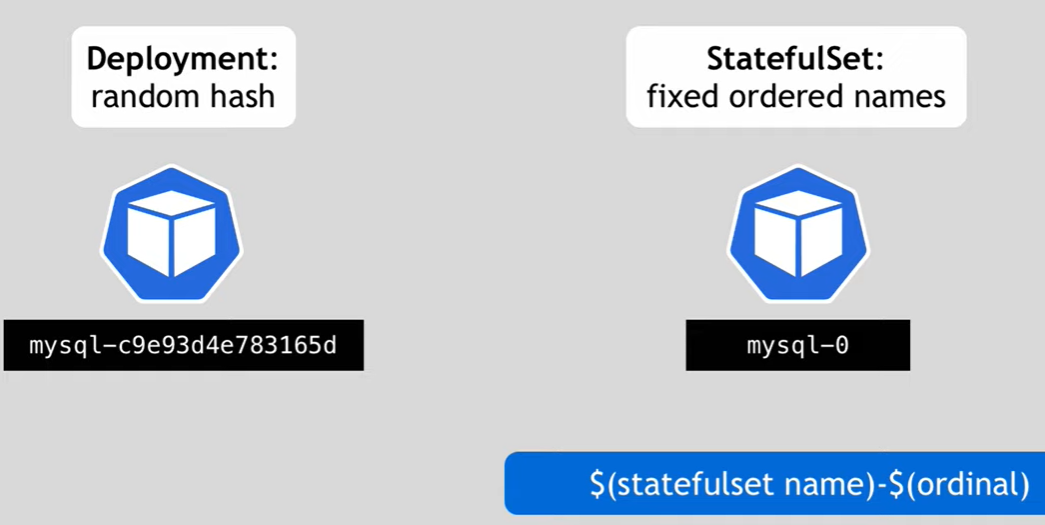 Deployment:
random hash
StatefulSet:
fixed ordered names
mysql-c9e93d4e783165d
mysql-0
$(statefulset name)-$(ordinal)